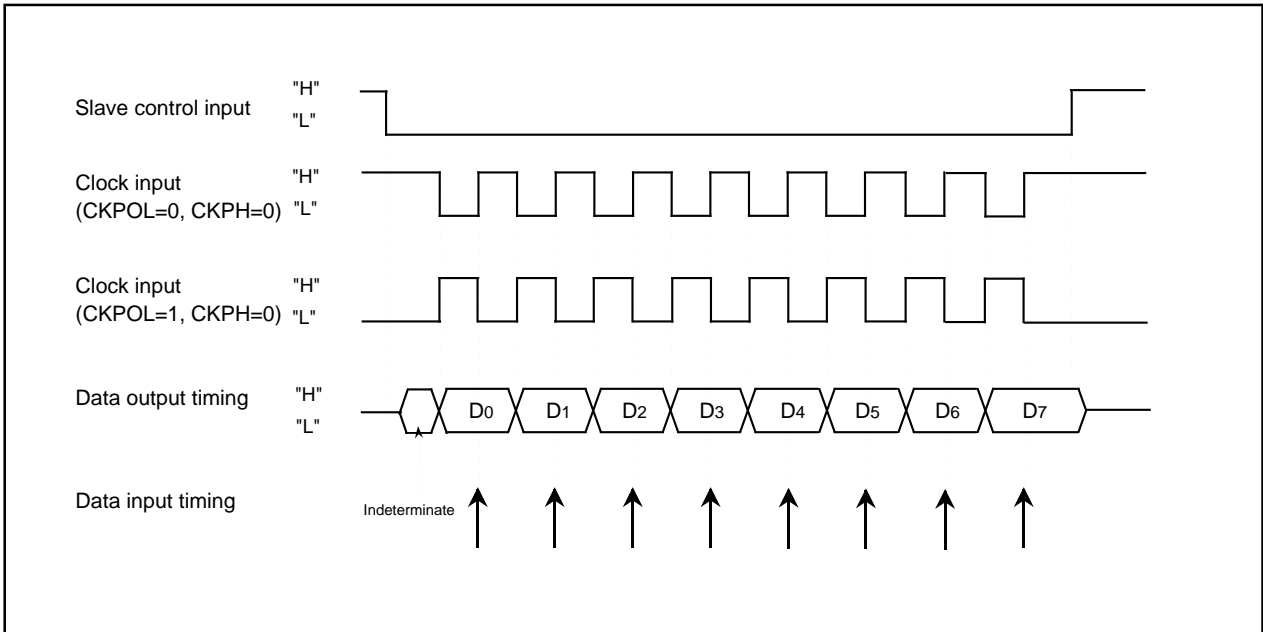 Slave control input "H"
"L"
Clock input "H"
(CKPOL=0, CKPH=0) "L"
Clock input "H"
(CKPOL=1, CKPH=0) "L"
Data output timing "H"
"L"
D0 D1 D2 D3 D4 D5 D6 D7
Data input timing
Indeterminate